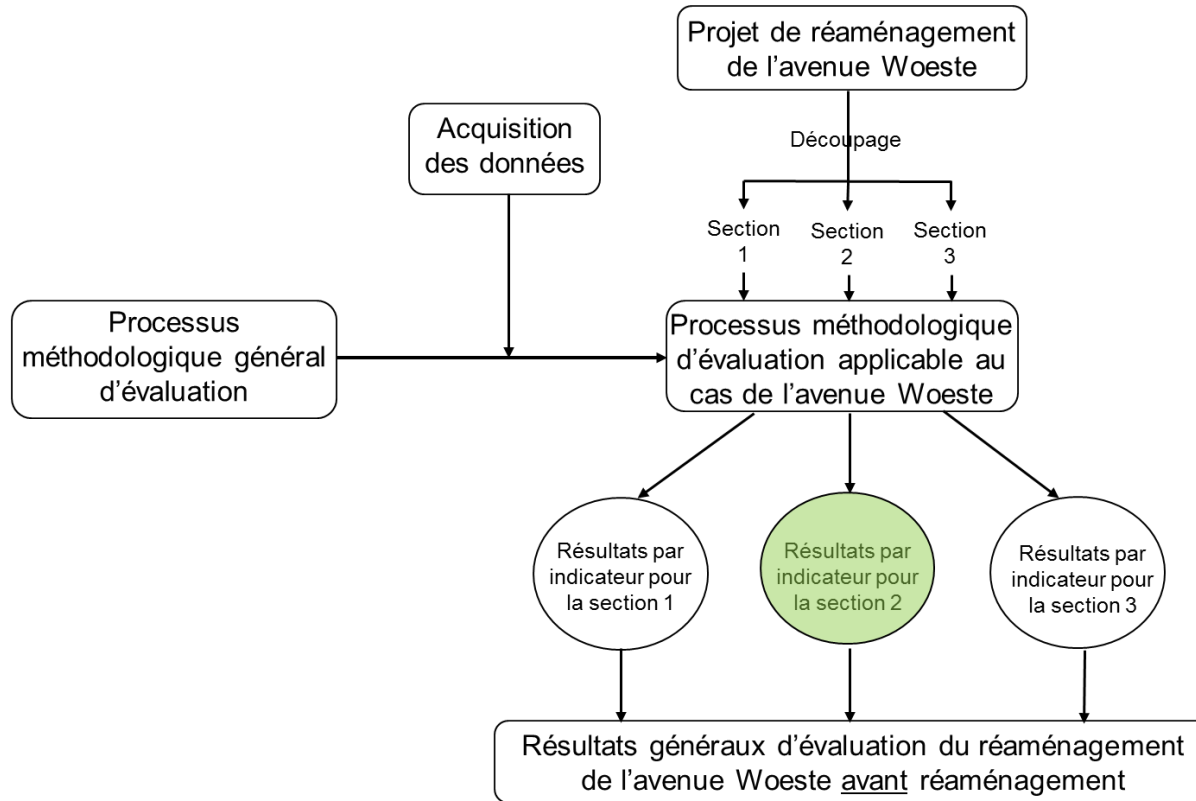 Projet de réaménagement
de l'avenue Woeste
Découpage
Acquisition
des données
Section
1
Section
2
Section
3
Processus
méthodologique général
d'évaluation
Processus méthodologique
d'évaluation applicable au
cas de l'avenue Woeste
Résultats par
indicateur pour
la section 1
Résultats par
indicateur pour
la section 2
Résultats par
indicateur pour
la section 3
Résultats généraux d'évaluation du réaménagement
de l'avenue Woeste avant réaménagement